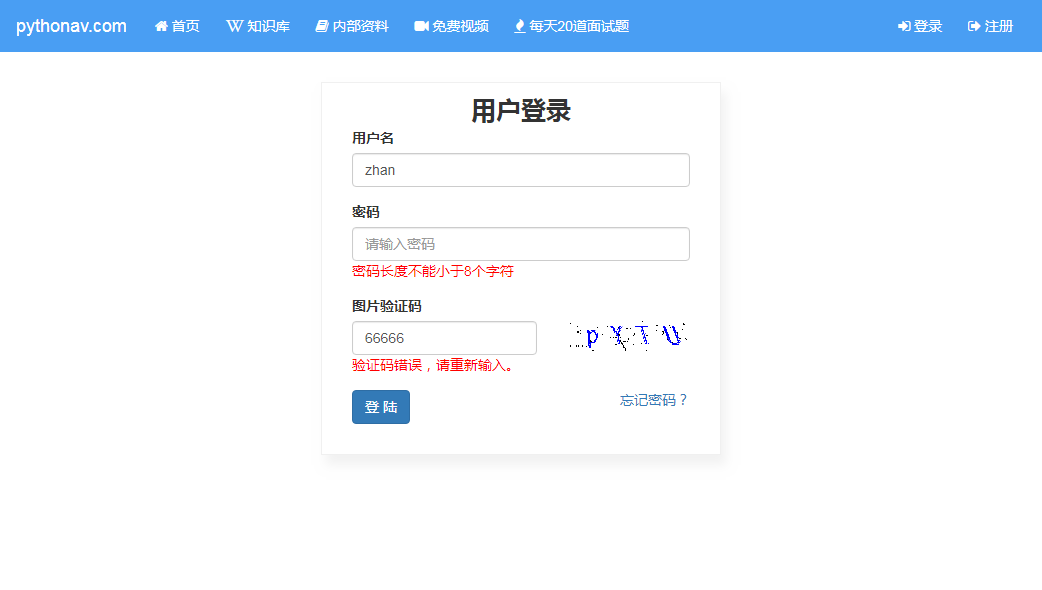 pythonav.com 首页 知识库 内部资料 免费视频 每天20道面试题 登录 注册
用户登录
用户名
zhan
密码
请输入密码
密码长度不能小于8个字符
图片验证码
66666 pXTU
验证码错误，请重新输入。
登 陆 忘记密码？